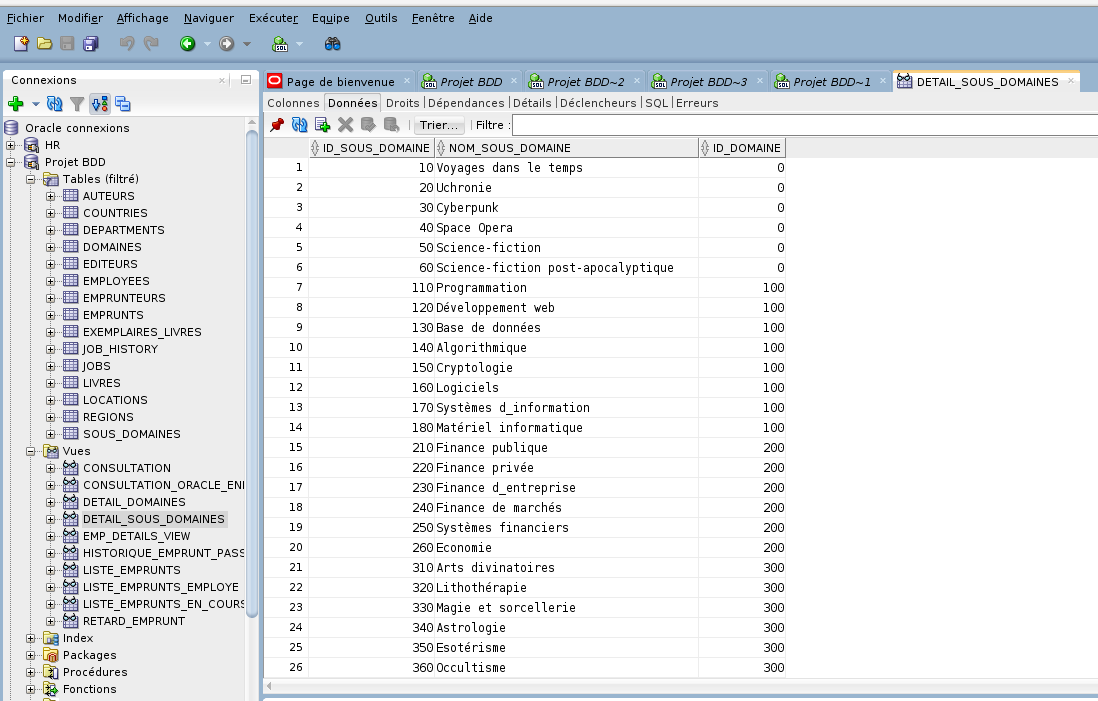 Fichier Modifier Affichage Naviguer Exécuter Equipe Outils Fenêtre Aide
Connexions
Oracle connexions
HR
Projet BDD
Tables (filtré)
AUTEURS
COUNTRIES
DEPARTMENTS
DOMAINES
EDITEURS
EMPLOYEES
EMPRUNTEURS
EMPRUNTS
EXEMPLAIRES_LIVRES
JOB_HISTORY
JOBS
LIVRES
LOCATIONS
REGIONS
SOUS_DOMAINES
Vues
CONSULTATION
CONSULTATION_ORACLE_ENI
DETAIL_DOMAINES
DETAIL_SOUS_DOMAINES
EMP_DETAILS_VIEW
HISTORIQUE_EMPRUNT_PASS
LISTE_EMPRUNTS
LISTE_EMPRUNTS_EMPLOYE
LISTE_EMPRUNTS_EN_COURS
RETARD_EMPRUNT
Index
Packages
Procédures
Fonctions
Page de bienvenue Projet BDD Projet BDD~2 Projet BDD~3 Projet BDD~1 DETAIL_SOUS_DOMAINES
Colonnes Données Droits Dépendances Détails Déclencheurs SQL Erreurs
Trier... Filtre :
ID_SOUS_DOMAINE NOM_SOUS_DOMAINE ID_DOMAINE
1 10 Voyages dans le temps 0
2 20 Uchronie 0
3 30 Cyberpunk 0
4 40 Space Opera 0
5 50 Science-fiction 0
6 60 Science-fiction post-apocalyptique 0
7 110 Programmation 100
8 120 Développement web 100
9 130 Base de données 100
10 140 Algorithmique 100
11 150 Cryptologie 100
12 160 Logiciels 100
13 170 Systèmes d_information 100
14 180 Matériel informatique 100
15 210 Finance publique 200
16 220 Finance privée 200
17 230 Finance d_entreprise 200
18 240 Finance de marchés 200
19 250 Systèmes financiers 200
20 260 Economie 200
21 310 Arts divinatoires 300
22 320 Lithothérapie 300
23 330 Magie et sorcellerie 300
24 340 Astrologie 300
25 350 Esotérisme 300
26 360 Occultisme 300